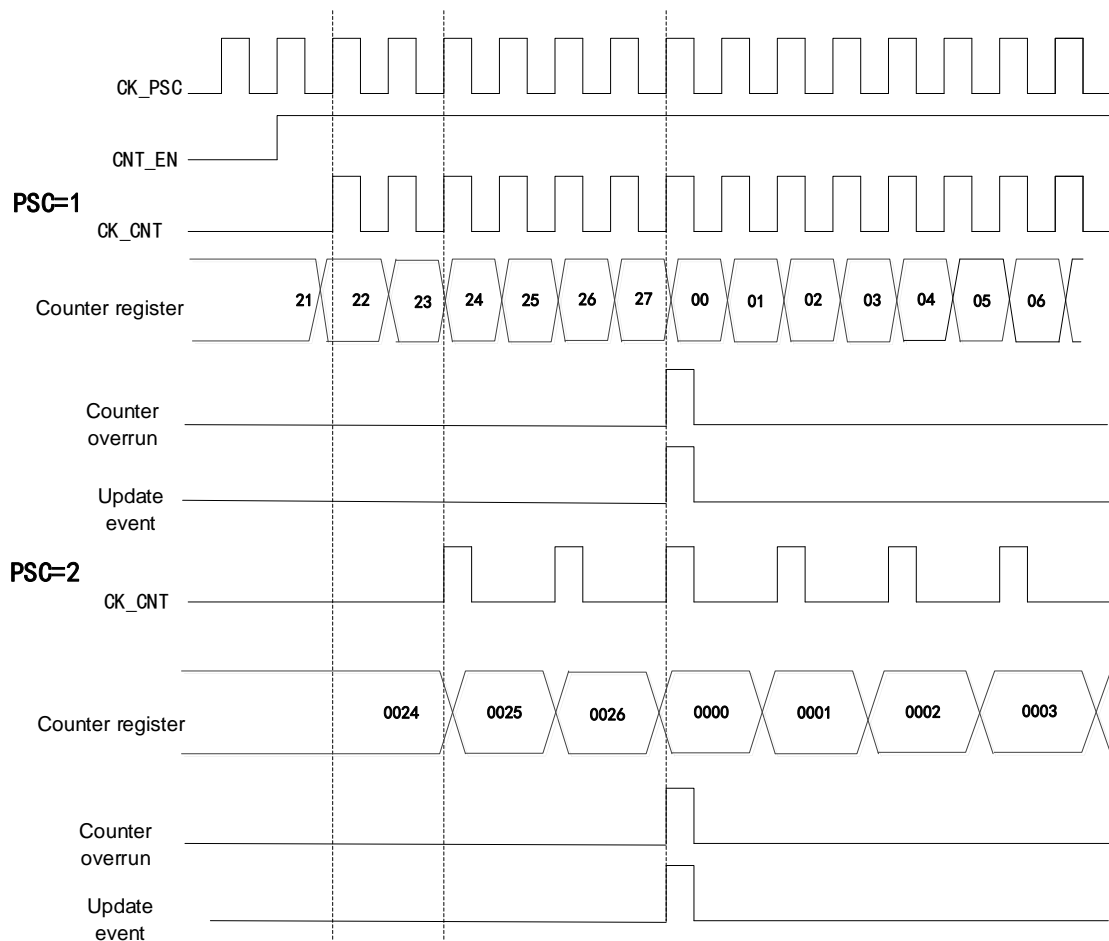 CK_PSC
CNT_EN
PSC=1
CK_CNT
Counter register
21 22 23 24 25 26 27 00 01 02 03 04 05 06
Counter
overrun
Update
event
PSC=2
CK_CNT
Counter register
0024 0025 0026 0000 0001 0002 0003
Counter
overrun
Update
event